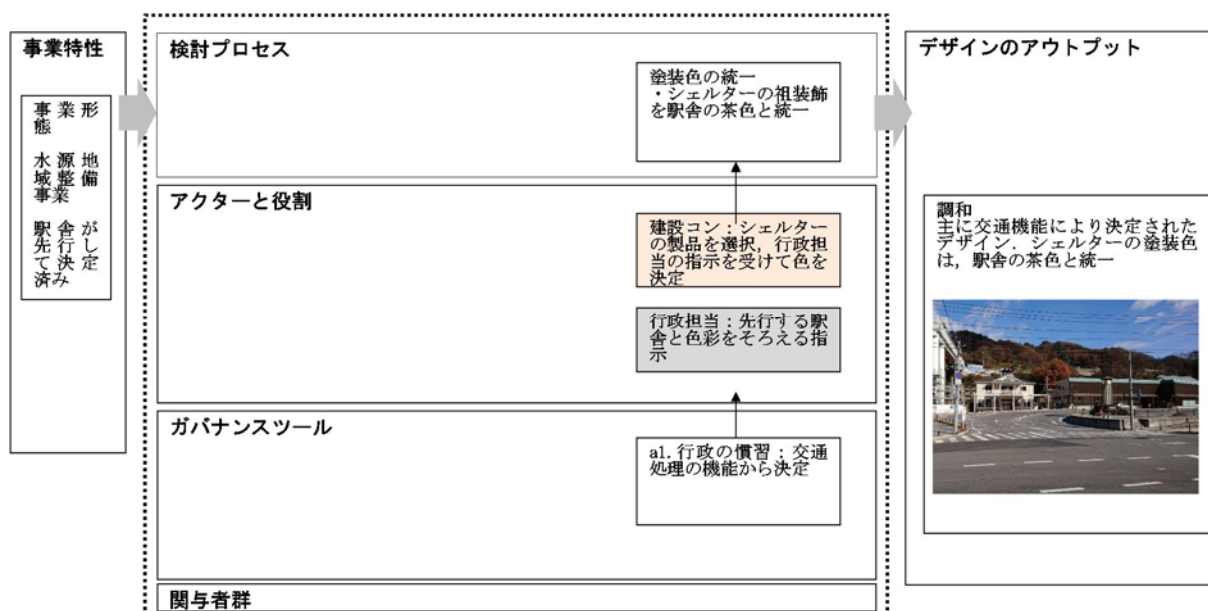 事業特性
事業形
態
水源地
域整備
事業
駅舎が
先行し
て決定
済み
検討プロセス
塗装色の統一
・シェルターの祖装飾
を駅舎の茶色と統一
アクターと役割
建設コン：シェルター
の製品を選択，行政担
当の指示を受けて色を
決定
行政担当：先行する駅
舎と色彩をそろえる指
示
ガバナンスツール
a1.行政の慣習：交通
処理の機能から決定
関与者群
デザインのアウトプット
調和
主に交通機能により決定された
デザイン．シェルターの塗装色
は，駅舎の茶色と統一